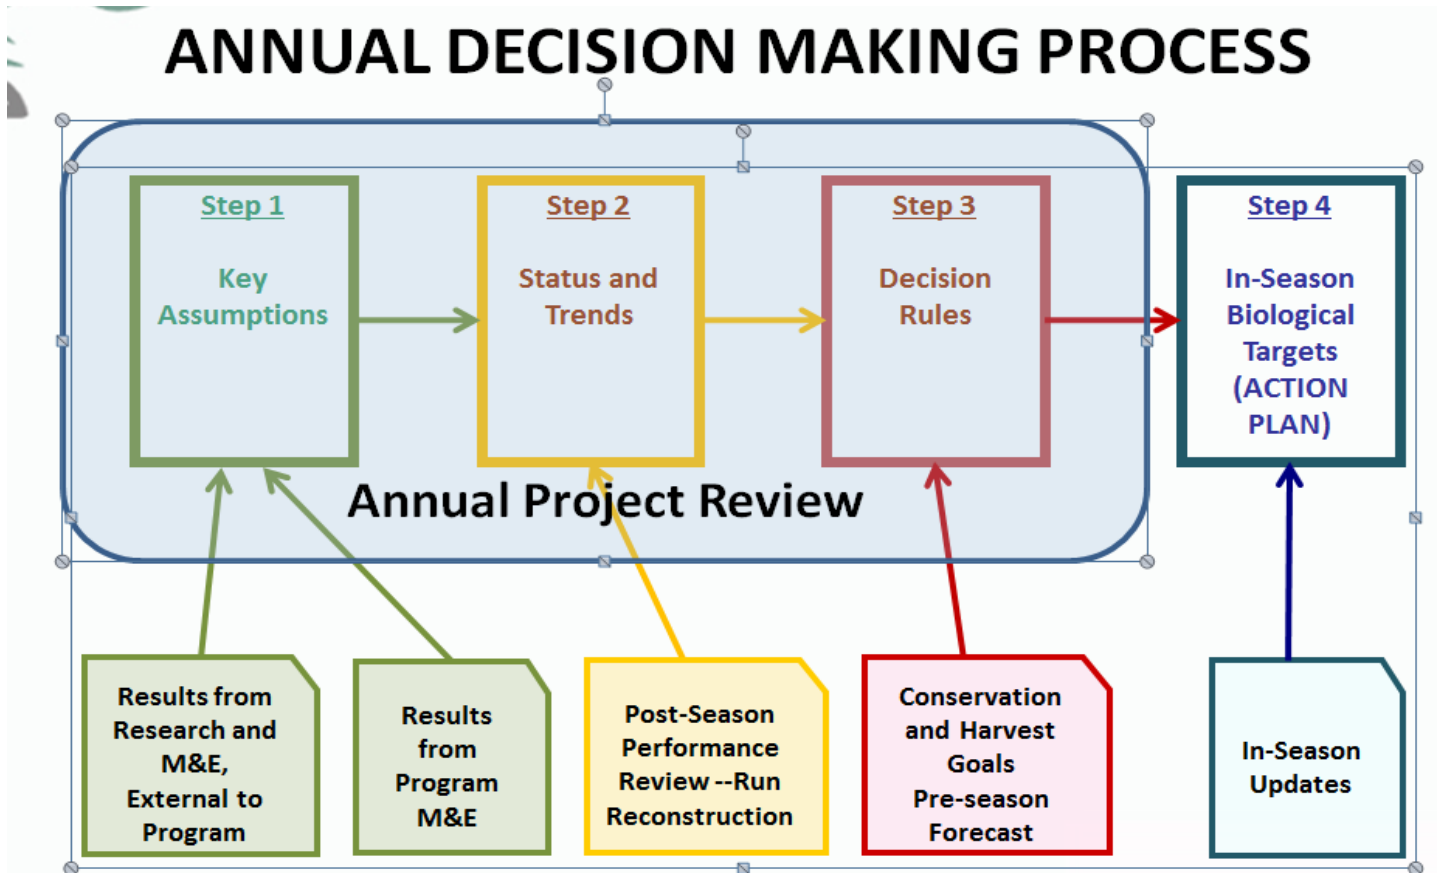 ANNUAL DECISION MAKING PROCESS
Step 1
Key
Assumptions
Step 2
Status and
Trends
Step 3
Decision
Rules
Step 4
In-Season
Biological
Targets
(ACTION
PLAN)
Annual Project Review
Results from
Research and
M&E,
External to
Program
Results
from
Program
M&E
Post-Season
Performance
Review --Run
Reconstruction
Conservation
and Harvest
Goals
Pre-season
Forecast
In-Season
Updates